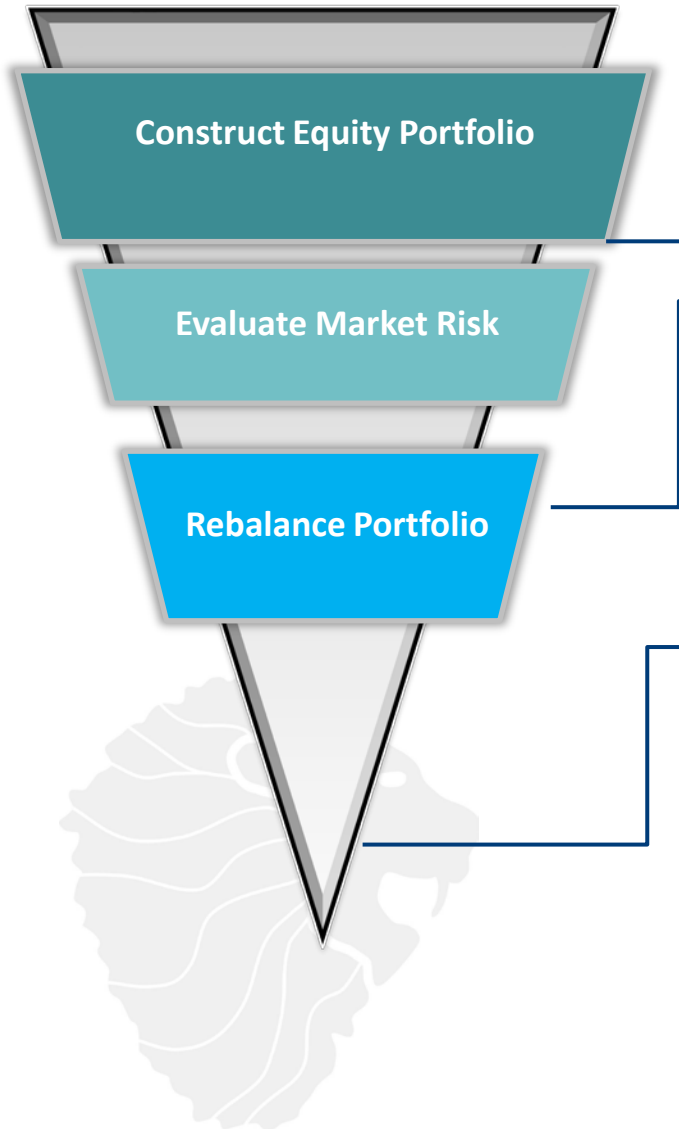 Construct Equity Portfolio
Evaluate Market Risk
Rebalance Portfolio